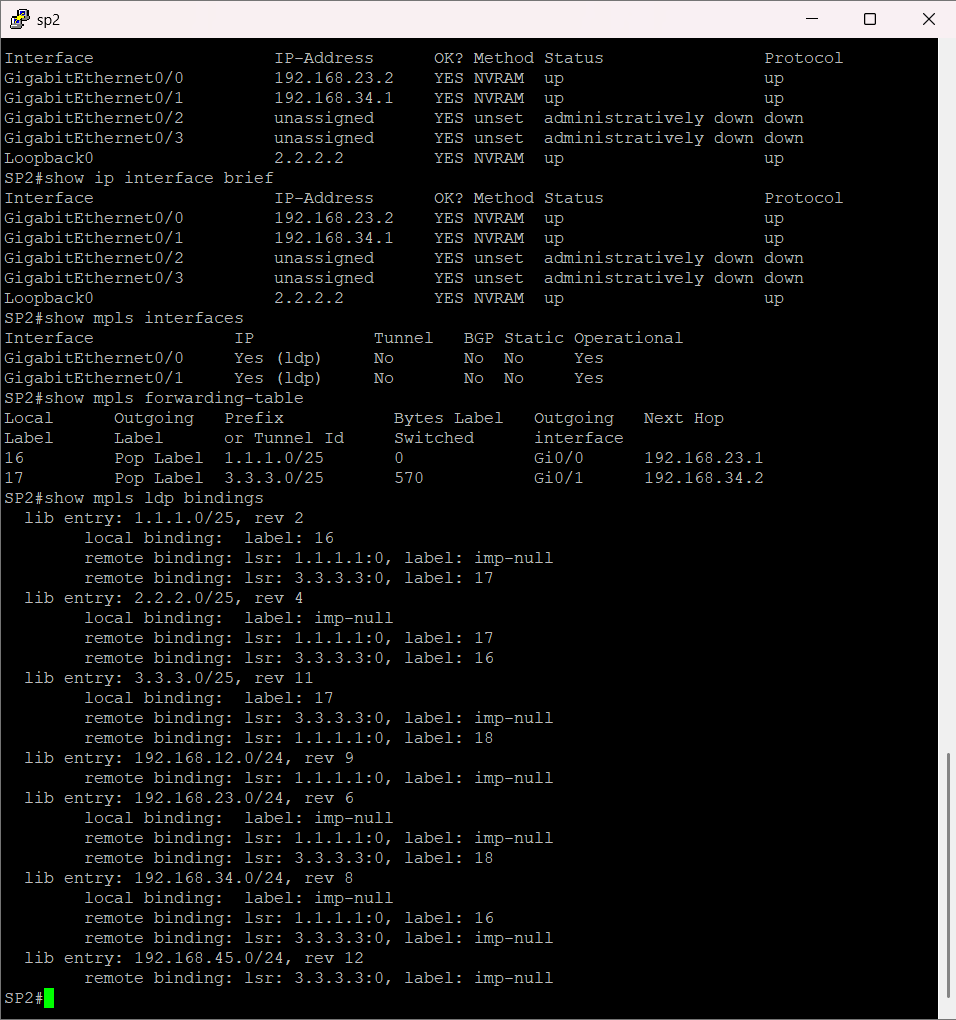 sp2
Interface                  IP-Address      OK? Method Status                Protocol
GigabitEthernet0/0         192.168.23.2    YES NVRAM  up                    up
GigabitEthernet0/1         192.168.34.1    YES NVRAM  up                    up
GigabitEthernet0/2         unassigned      YES unset  administratively down down
GigabitEthernet0/3         unassigned      YES unset  administratively down down
Loopback0                  2.2.2.2         YES NVRAM  up                    up
SP2#show ip interface brief
Interface                  IP-Address      OK? Method Status                Protocol
GigabitEthernet0/0         192.168.23.2    YES NVRAM  up                    up
GigabitEthernet0/1         192.168.34.1    YES NVRAM  up                    up
GigabitEthernet0/2         unassigned      YES unset  administratively down down
GigabitEthernet0/3         unassigned      YES unset  administratively down down
Loopback0                  2.2.2.2         YES NVRAM  up                    up
SP2#show mpls interfaces
Interface              IP            Tunnel   BGP Static Operational
GigabitEthernet0/0     Yes (ldp)     No       No  No     Yes
GigabitEthernet0/1     Yes (ldp)     No       No  No     Yes
SP2#show mpls forwarding-table
Local      Outgoing   Prefix           Bytes Label   Outgoing   Next Hop
Label      Label      or Tunnel Id     Switched      interface
16         Pop Label  1.1.1.0/25       0             Gi0/0      192.168.23.1
17         Pop Label  3.3.3.0/25       570           Gi0/1      192.168.34.2
SP2#show mpls ldp bindings
  lib entry: 1.1.1.0/25, rev 2
        local binding:  label: 16
        remote binding: lsr: 1.1.1.1:0, label: imp-null
        remote binding: lsr: 3.3.3.3:0, label: 17
  lib entry: 2.2.2.0/25, rev 4
        local binding:  label: imp-null
        remote binding: lsr: 1.1.1.1:0, label: 17
        remote binding: lsr: 3.3.3.3:0, label: 16
  lib entry: 3.3.3.0/25, rev 11
        local binding:  label: 17
        remote binding: lsr: 3.3.3.3:0, label: imp-null
        remote binding: lsr: 1.1.1.1:0, label: 18
  lib entry: 192.168.12.0/24, rev 9
        remote binding: lsr: 1.1.1.1:0, label: imp-null
  lib entry: 192.168.23.0/24, rev 6
        local binding:  label: imp-null
        remote binding: lsr: 1.1.1.1:0, label: imp-null
        remote binding: lsr: 3.3.3.3:0, label: 18
  lib entry: 192.168.34.0/24, rev 8
        local binding:  label: imp-null
        remote binding: lsr: 1.1.1.1:0, label: 16
        remote binding: lsr: 3.3.3.3:0, label: imp-null
  lib entry: 192.168.45.0/24, rev 12
        remote binding: lsr: 3.3.3.3:0, label: imp-null
SP2#